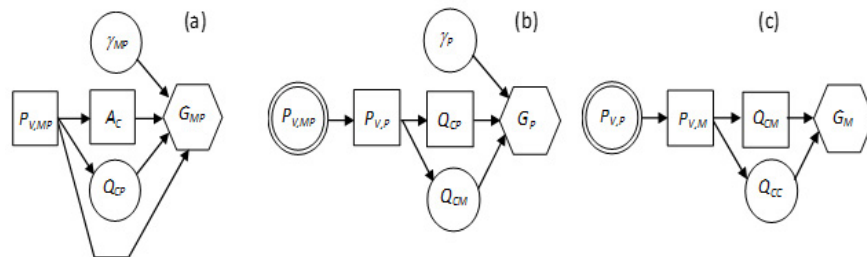 (a)
γMP
PV,MP
AC
GMP
QCP
(b)
γP
PV,MP
PV,P
QCP
GP
QCM
(c)
PV,P
PV,M
QCM
GM
QCC